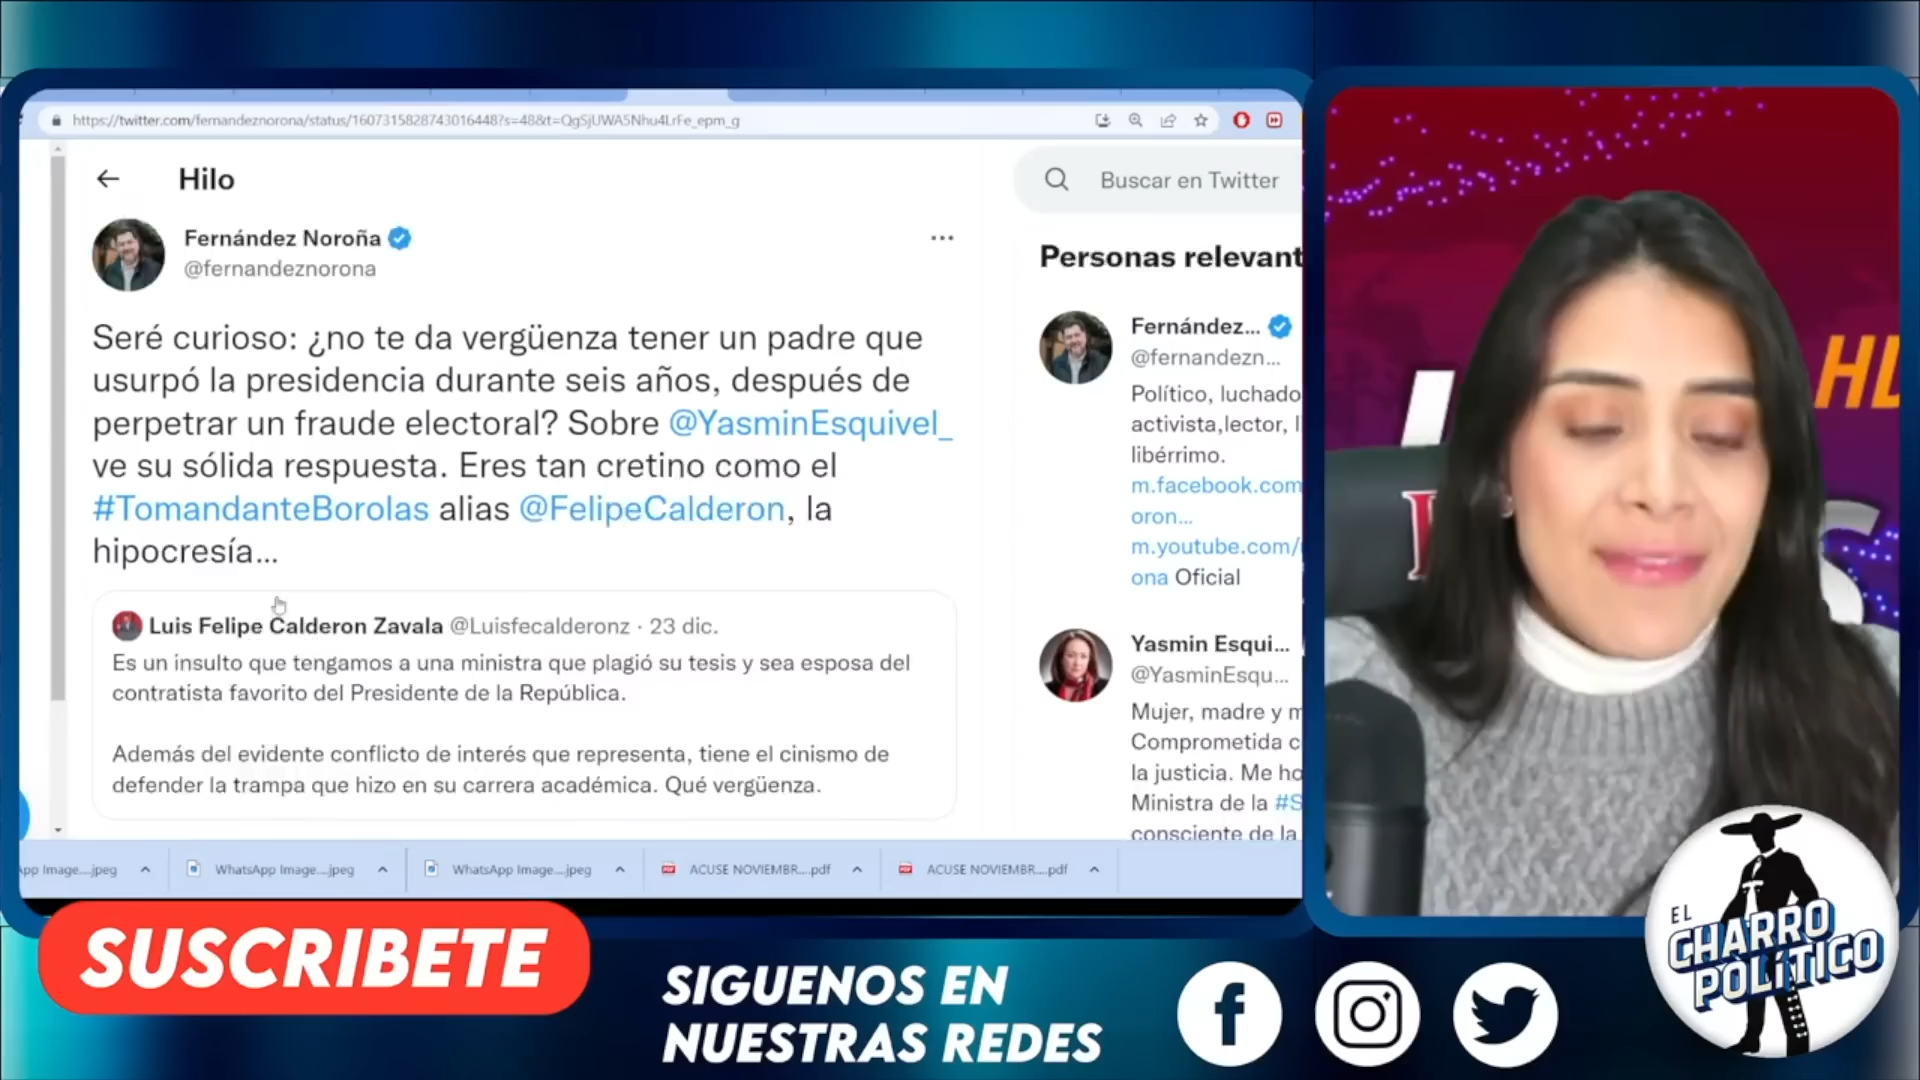 https://twitter.com/fernandeznorona/status/1607315828743016448?s=48&t=QgSjUWA5Nhu4LrFe_epm_g
Hilo
Fernández Noroña
@fernandeznorona
Seré curioso: ¿no te da vergüenza tener un padre que
usurpó la presidencia durante seis años, después de
perpetrar un fraude electoral? Sobre @YasminEsquivel_
ve su sólida respuesta. Eres tan cretino como el
#TomandanteBorolas alias @FelipeCalderon, la
hipocresía...
Luis Felipe Calderon Zavala @Luisfecalderonz · 23 dic.
Es un insulto que tengamos a una ministra que plagió su tesis y sea esposa del
contratista favorito del Presidente de la República.
Además del evidente conflicto de interés que representa, tiene el cinismo de
defender la trampa que hizo en su carrera académica. Qué vergüenza.
Buscar en Twitter
Personas relevant
Fernández...
@fernandezn...
Político, luchado
activista,lector, l
libérrimo.
m.facebook.com
oron...
m.youtube.com/
ona Oficial
Yasmin Esqui...
@YasminEsqu...
Mujer, madre y m
Comprometida c
la justicia. Me ho
Ministra de la #S
consciente de la
pp Image....jpeg
WhatsApp Image....jpeg
WhatsApp Image....jpeg
ACUSE NOVIEMBR....pdf
ACUSE NOVIEMBR....pdf
SUSCRIBETE
SIGUENOS EN
NUESTRAS REDES
EL
CHARRO
POLÍTICO